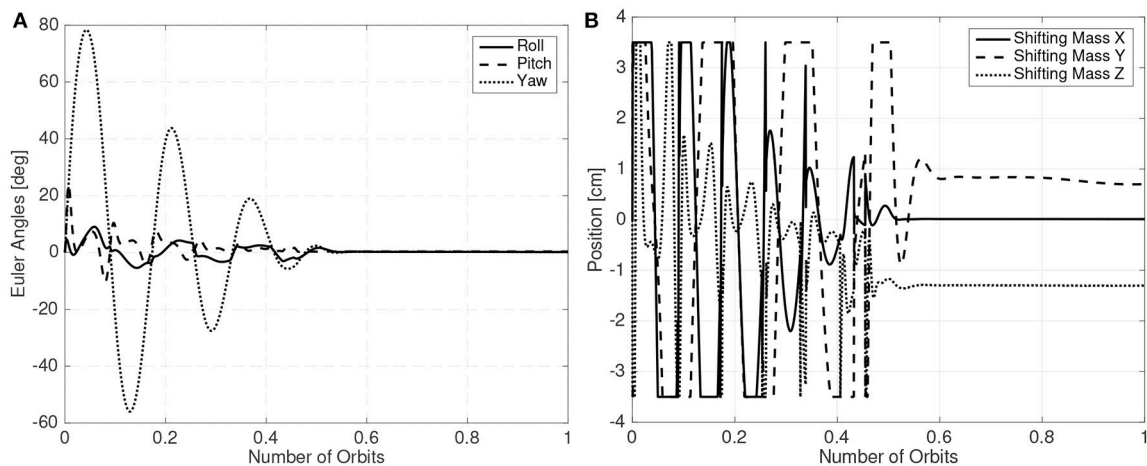 A
80
60
40
20
0
-20
-40
-60
Euler Angles [deg]
0 0.2 0.4 0.6 0.8 1
Number of Orbits
Roll
Pitch
Yaw
B
4
3
2
1
0
-1
-2
-3
-4
Position [cm]
0 0.2 0.4 0.6 0.8 1
Number of Orbits
Shifting Mass X
Shifting Mass Y
Shifting Mass Z